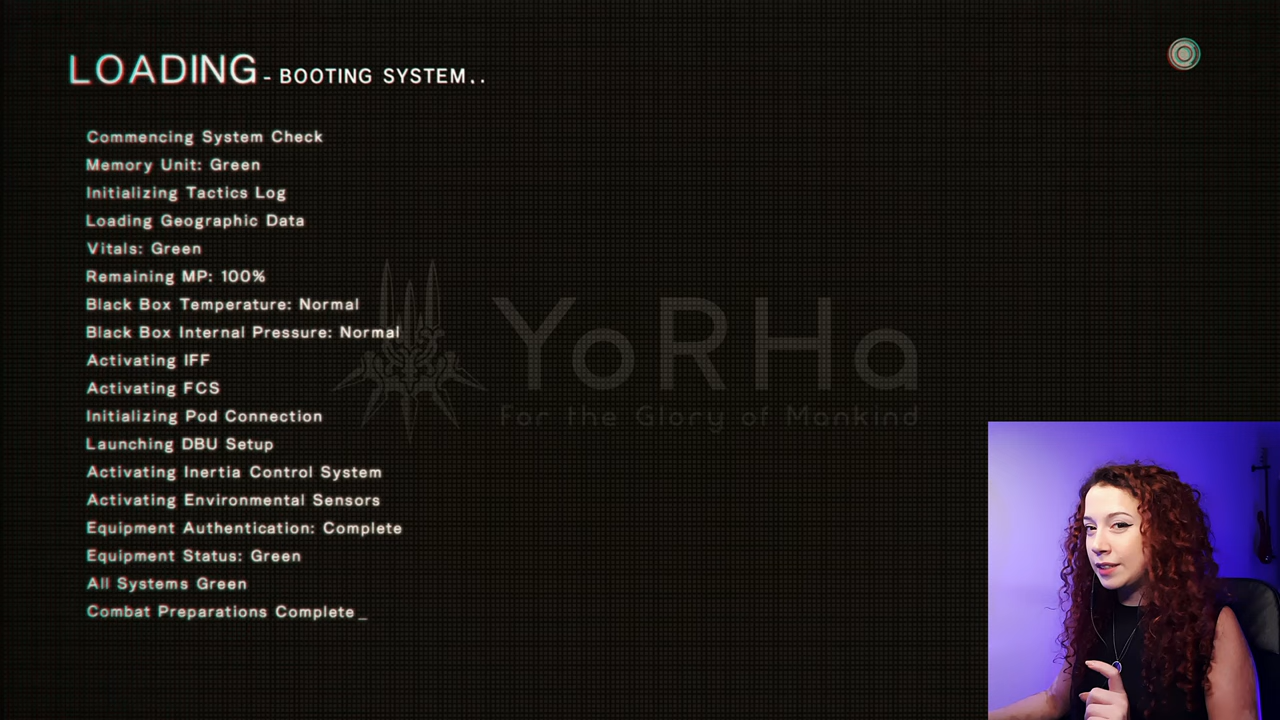 LOADING - BOOTING SYSTEM..
Commencing System Check
Memory Unit: Green
Initializing Tactics Log
Loading Geographic Data
Vitals: Green
Remaining MP: 100%
Black Box Temperature: Normal
Black Box Internal Pressure: Normal
Activating IFF
Activating FCS
Initializing Pod Connection
Launching DBU Setup
Activating Inertia Control System
Activating Environmental Sensors
Equipment Authentication: Complete
Equipment Status: Green
All Systems Green
Combat Preparations Complete _
YoRHa
For the Glory of Mankind